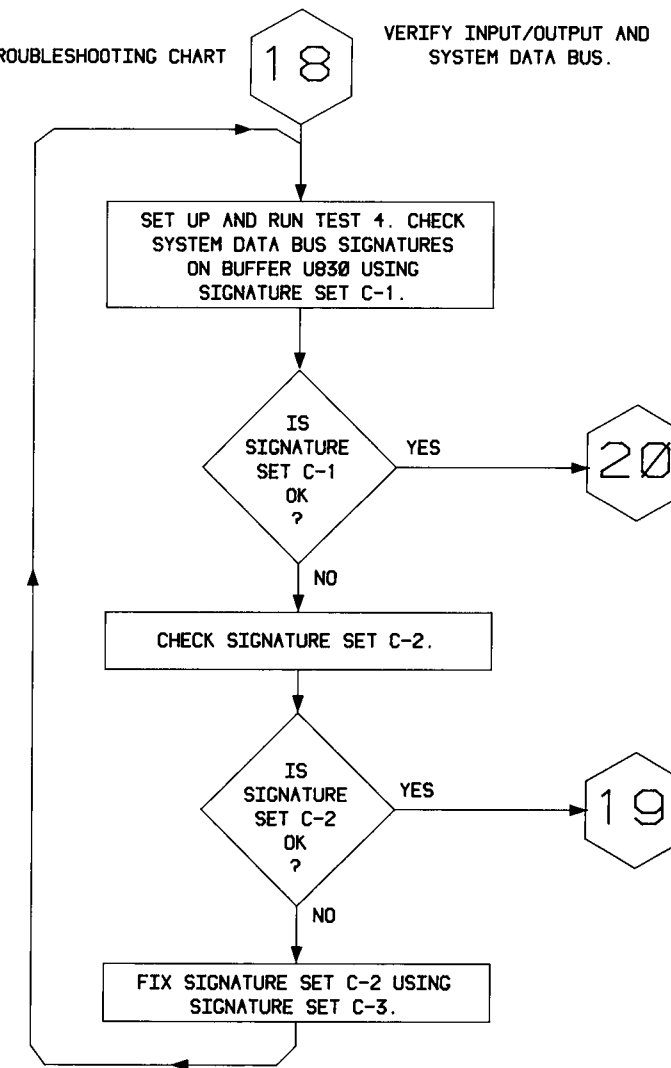 TROUBLESHOOTING CHART
18
VERIFY INPUT/OUTPUT AND
SYSTEM DATA BUS.
SET UP AND RUN TEST 4. CHECK
SYSTEM DATA BUS SIGNATURES
ON BUFFER U830 USING
SIGNATURE SET C-1.
IS
SIGNATURE
SET C-1
OK
?
YES
20
NO
CHECK SIGNATURE SET C-2.
IS
SIGNATURE
SET C-2
OK
?
YES
19
NO
FIX SIGNATURE SET C-2 USING
SIGNATURE SET C-3.